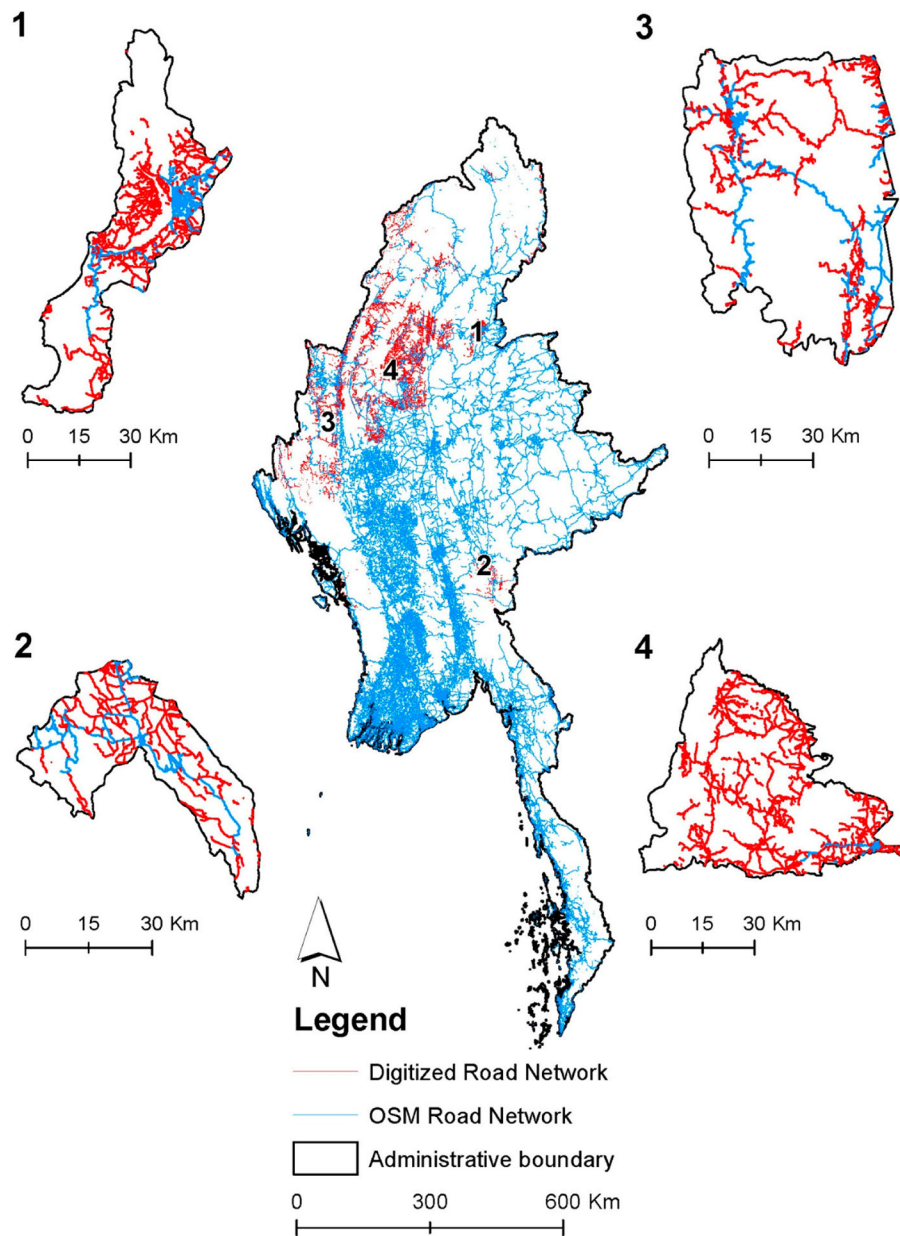 1
3
0 15 30 Km
0 15 30 Km
1
4
3
2
2
4
0 15 30 Km
0 15 30 Km
N
Legend
Digitized Road Network
OSM Road Network
Administrative boundary
0 300 600 Km